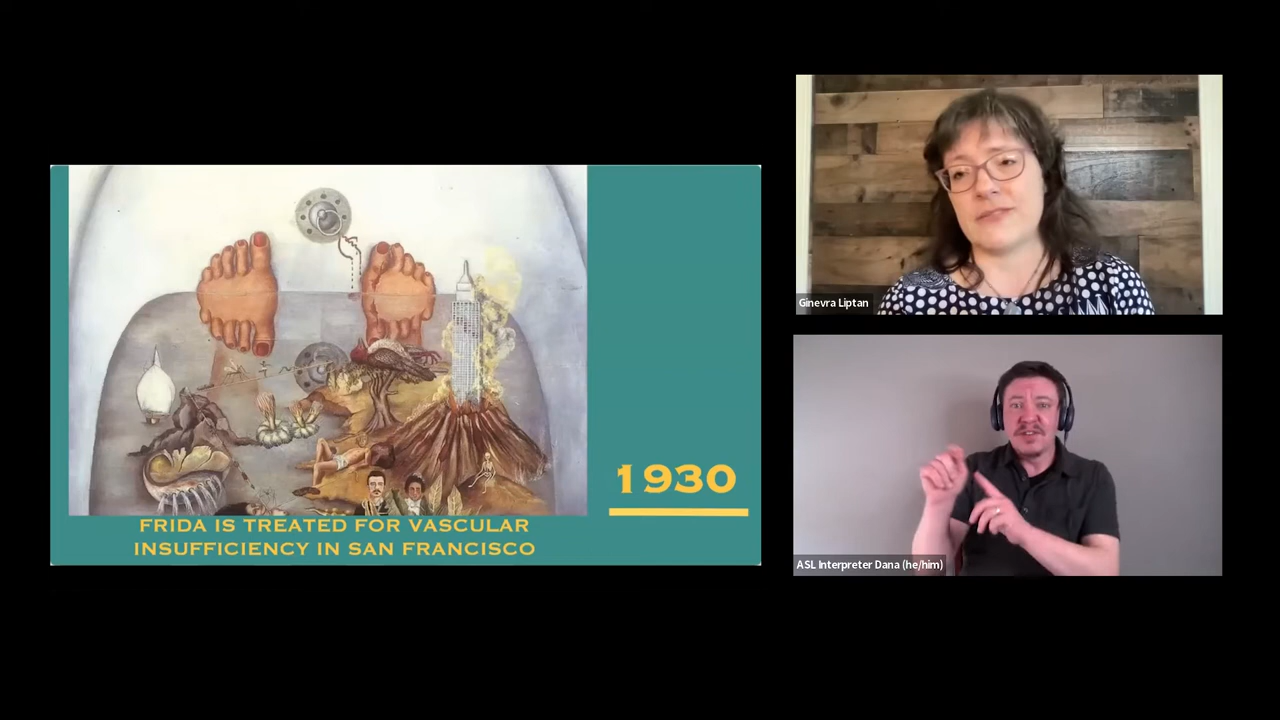 1930
FRIDA IS TREATED FOR VASCULAR
INSUFFICIENCY IN SAN FRANCISCO
Ginevra Liptan
ASL Interpreter Dana (he/him)